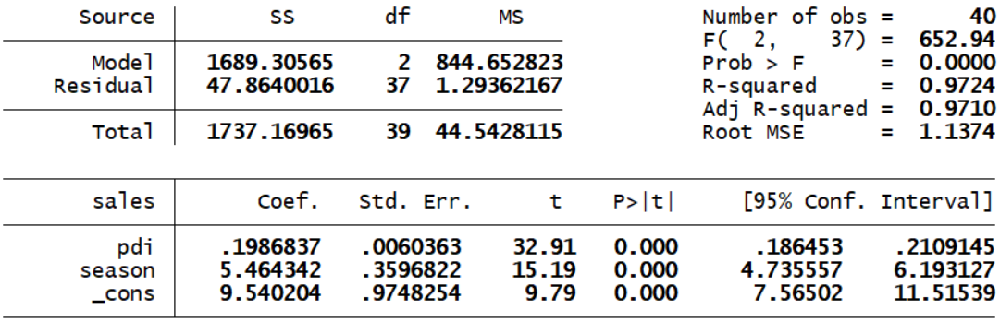 Source SS df MS Number of obs = 40
F( 2, 37) = 652.94
Model 1689.30565 2 844.652823 Prob > F = 0.0000
Residual 47.8640016 37 1.29362167 R-squared = 0.9724
Adj R-squared = 0.9710
Total 1737.16965 39 44.5428115 Root MSE = 1.1374
sales Coef. Std. Err. t P>|t| [95% Conf. Interval]
pdi .1986837 .0060363 32.91 0.000 .186453 .2109145
season 5.464342 .3596822 15.19 0.000 4.735557 6.193127
_cons 9.540204 .9748254 9.79 0.000 7.56502 11.51539